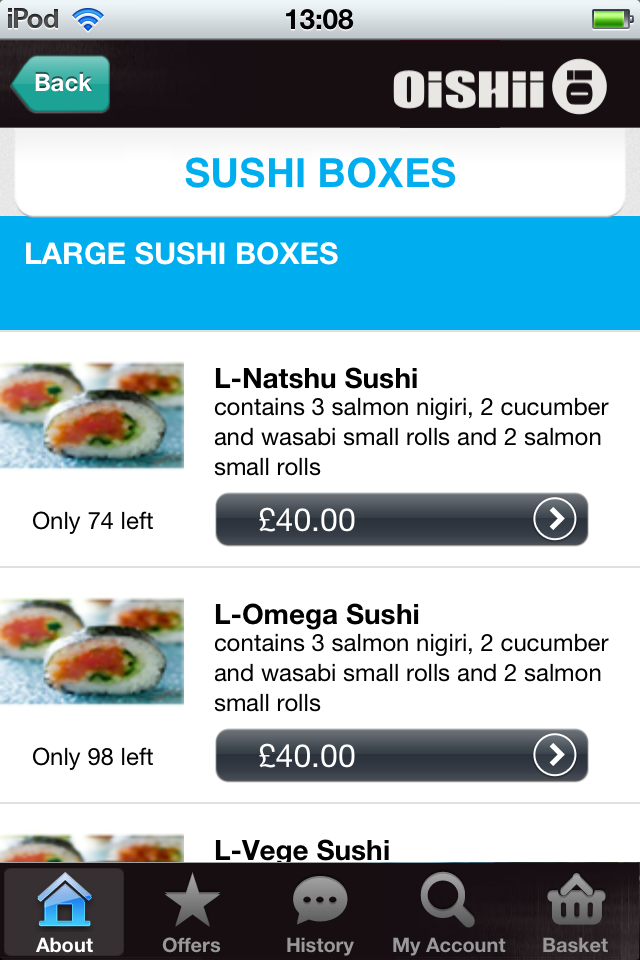 iPod 13:08
Back OiSHii
SUSHI BOXES
LARGE SUSHI BOXES
L-Natshu Sushi
contains 3 salmon nigiri, 2 cucumber
and wasabi small rolls and 2 salmon
small rolls
Only 74 left £40.00
L-Omega Sushi
contains 3 salmon nigiri, 2 cucumber
and wasabi small rolls and 2 salmon
small rolls
Only 98 left £40.00
L-Vege Sushi
About Offers History My Account Basket